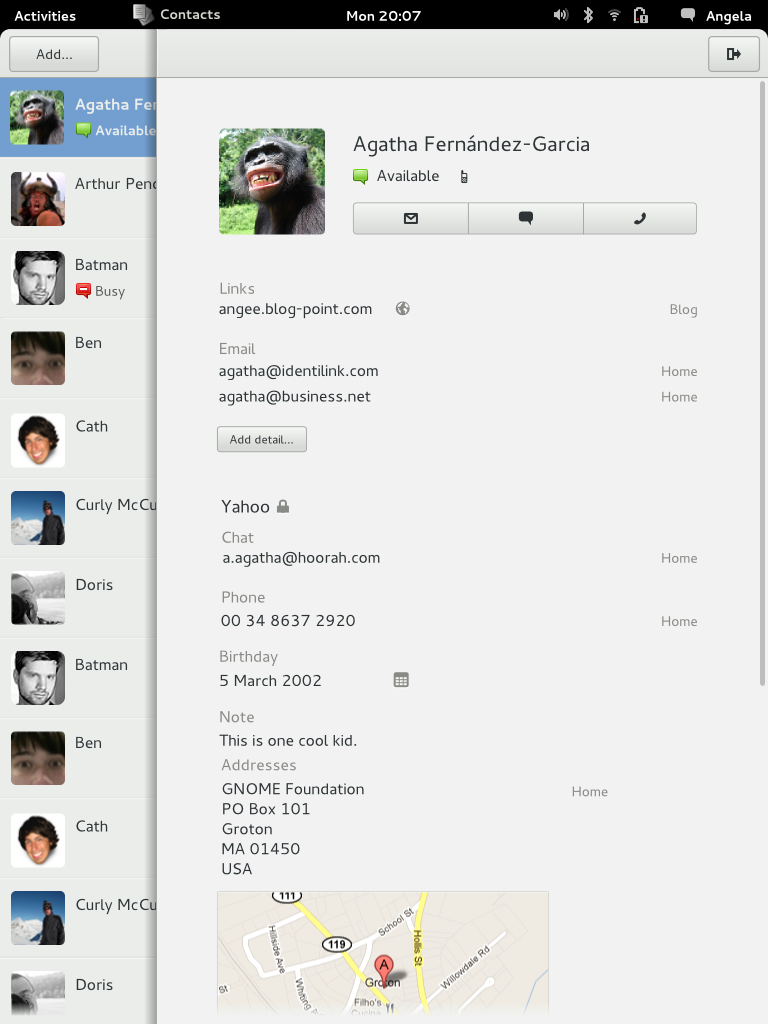 Activities
Contacts
Mon 20:07
Angela
Add...
Agatha Fer
Available
Arthur Penc
Batman
Busy
Ben
Cath
Curly McCu
Doris
Batman
Ben
Cath
Curly McCu
Doris
Agatha Fernández-Garcia
Available
Links
angee.blog-point.com Blog
Email
agatha@identilink.com Home
agatha@business.net Home
Add detail...
Yahoo
Chat
a.agatha@hoorah.com Home
Phone
00 34 8637 2920 Home
Birthday
5 March 2002
Note
This is one cool kid.
Addresses
GNOME Foundation Home
PO Box 101
Groton
MA 01450
USA
111
School St
Hillside Ave
119
Hollis St
A
Willowdale Rd
Groton
St
Whiting
Filho's